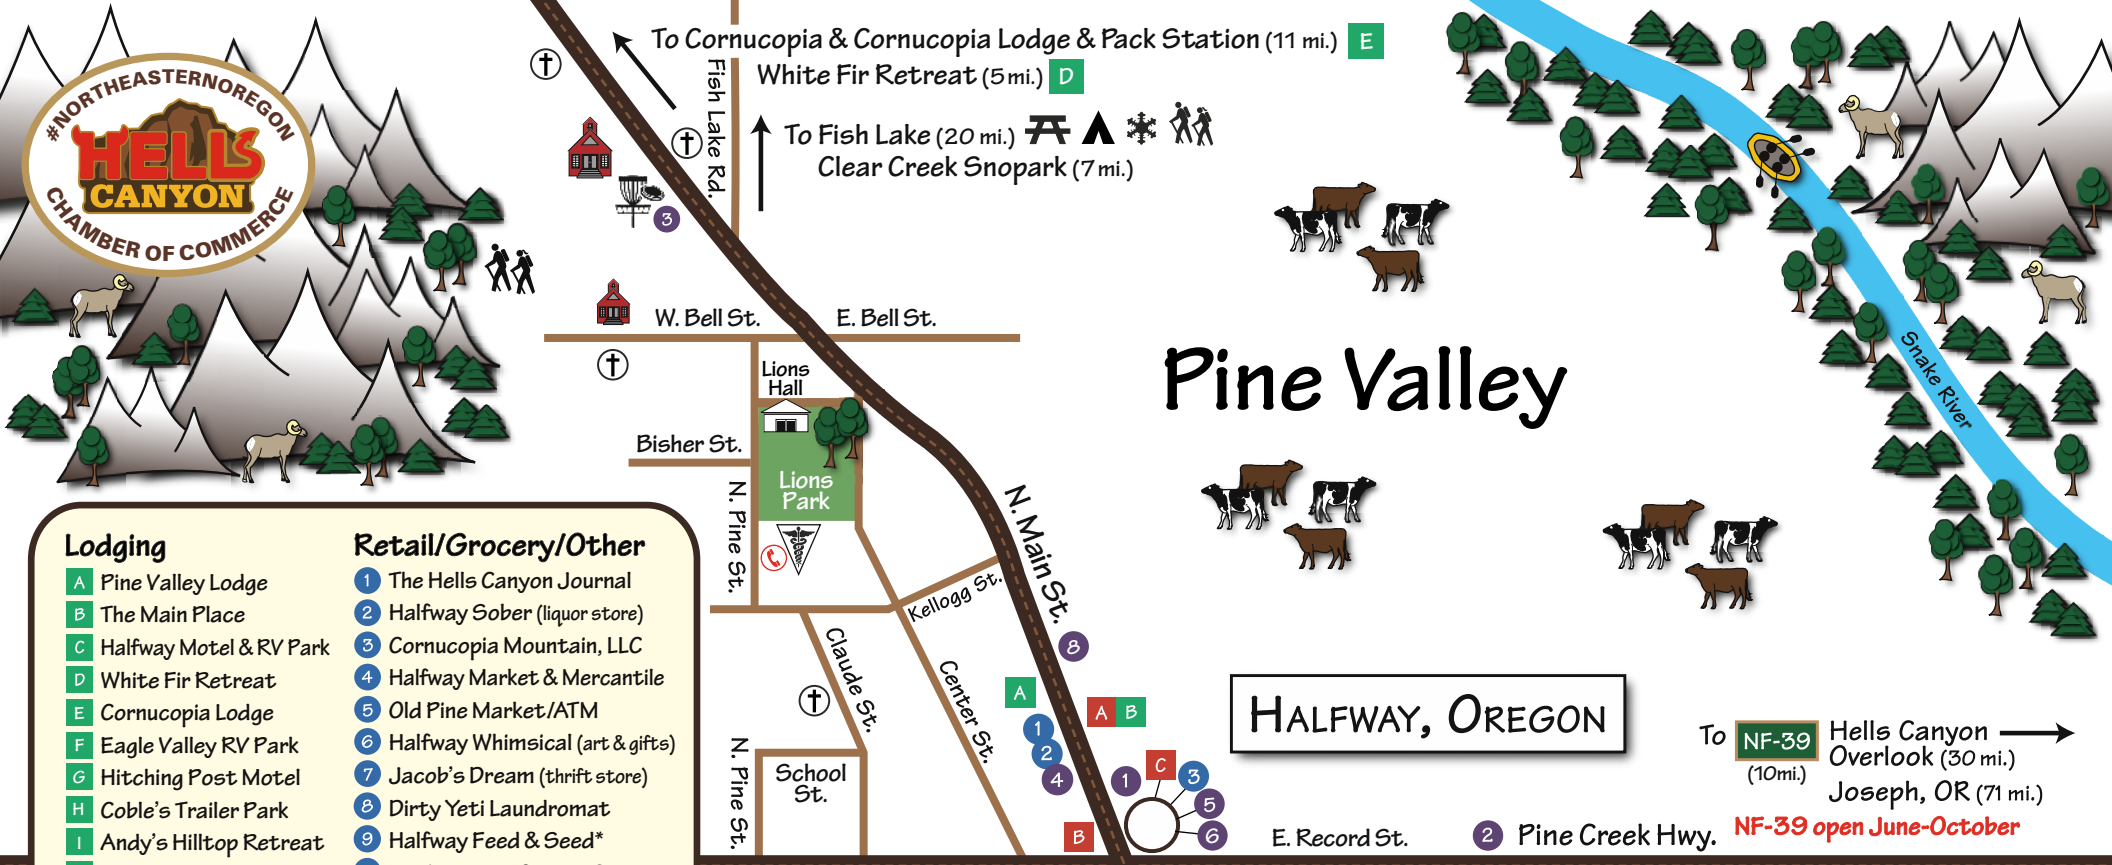 #NORTHEASTERNOREGON
HELLS
CANYON
CHAMBER OF COMMERCE
To Cornucopia & Cornucopia Lodge & Pack Station (11 mi.) E
White Fir Retreat (5 mi.) D
To Fish Lake (20 mi.)
Clear Creek Snopark (7 mi.)
Fish Lake Rd.
3
W. Bell St.
E. Bell St.
Lions
Hall
Bisher St.
Lions
Park
N. Pine St.
N. Main St.
Kellogg St.
Claude St.
Center St.
N. Pine St.
School
St.
Pine Valley
Snake River
8
A
A B
1
2
4
1
C
3
5
6
B
HALFWAY, OREGON
E. Record St.
2 Pine Creek Hwy.
To NF-39
(10mi.)
Hells Canyon
Overlook (30 mi.)
Joseph, OR (71 mi.)
NF-39 open June-October
Lodging
A Pine Valley Lodge
B The Main Place
C Halfway Motel & RV Park
D White Fir Retreat
E Cornucopia Lodge
F Eagle Valley RV Park
G Hitching Post Motel
H Coble's Trailer Park
I Andy's Hilltop Retreat
Retail/Grocery/Other
1 The Hells Canyon Journal
2 Halfway Sober (liquor store)
3 Cornucopia Mountain, LLC
4 Halfway Market & Mercantile
5 Old Pine Market/ATM
6 Halfway Whimsical (art & gifts)
7 Jacob's Dream (thrift store)
8 Dirty Yeti Laundromat
9 Halfway Feed & Seed*